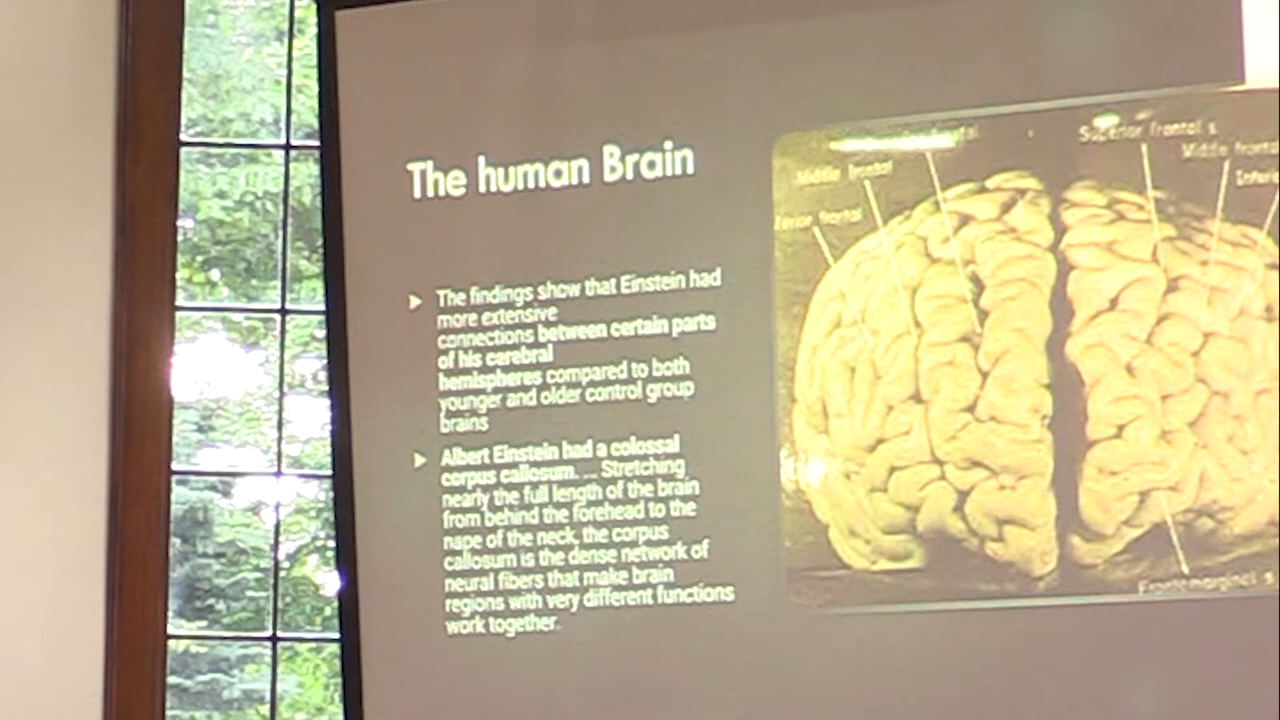 The human Brain
The findings show that Einstein had
more extensive
connections between certain parts
of his cerebral
hemispheres compared to both
younger and older control group
brains
Albert Einstein had a colossal
corpus callosum. ... Stretching
nearly the full length of the brain
from behind the forehead to the
nape of the neck, the corpus
callosum is the dense network of
neural fibers that make brain
regions with very different functions
work together.
Superior frontal s
Middle frontal
Middle frontal
frontal